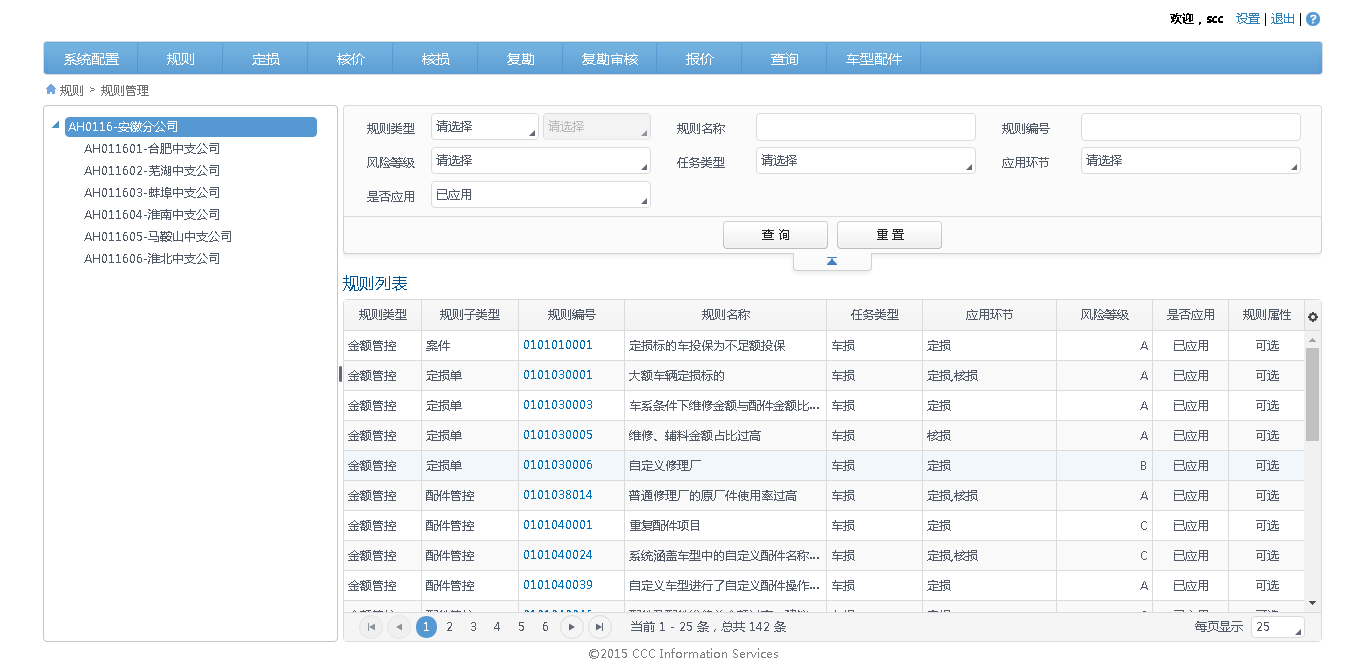 欢迎，scc 设置 | 退出 | ?
系统配置 规则 定损 核价 核损 复勘 复勘审核 报价 查询 车型配件
规则 > 规则管理
AH0116-安徽分公司
AH011601-合肥中支公司
AH011602-芜湖中支公司
AH011603-蚌埠中支公司
AH011604-淮南中支公司
AH011605-马鞍山中支公司
AH011606-淮北中支公司
规则类型 请选择 请选择 规则名称 规则编号
风险等级 请选择 任务类型 请选择 应用环节 请选择
是否应用 已应用
查 询 重 置
规则列表
规则类型 规则子类型 规则编号 规则名称 任务类型 应用环节 风险等级 是否应用 规则属性
金额管控 案件 0101010001 定损标的车投保为不足额投保 车损 定损 A 已应用 可选
金额管控 定损单 0101030001 大额车辆定损标的 车损 定损,核损 A 已应用 可选
金额管控 定损单 0101030003 车系条件下维修金额与配件金额比... 车损 定损 A 已应用 可选
金额管控 定损单 0101030005 维修、辅料金额占比过高 车损 核损 A 已应用 可选
金额管控 定损单 0101030006 自定义修理厂 车损 定损 B 已应用 可选
金额管控 配件管控 0101038014 普通修理厂的原厂件使用率过高 车损 定损,核损 A 已应用 可选
金额管控 配件管控 0101040001 重复配件项目 车损 定损 C 已应用 可选
金额管控 配件管控 0101040024 系统涵盖车型中的自定义配件名称... 车损 定损,核损 C 已应用 可选
金额管控 配件管控 0101040039 自定义车型进行了自定义配件操作... 车损 定损 A 已应用 可选
1 2 3 4 5 6 当前 1 - 25 条，总共 142 条 每页显示 25
©2015 CCC Information Services